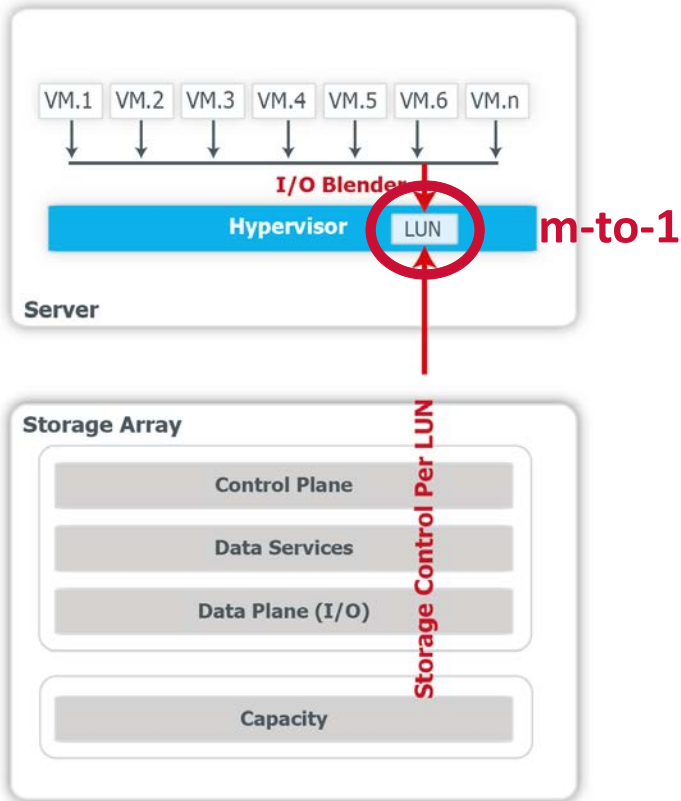 VM.1 VM.2 VM.3 VM.4 VM.5 VM.6 VM.n
I/O Blender
Hypervisor LUN m-to-1
Server
Storage Array
Storage Control Per LUN
Control Plane
Data Services
Data Plane (I/O)
Capacity